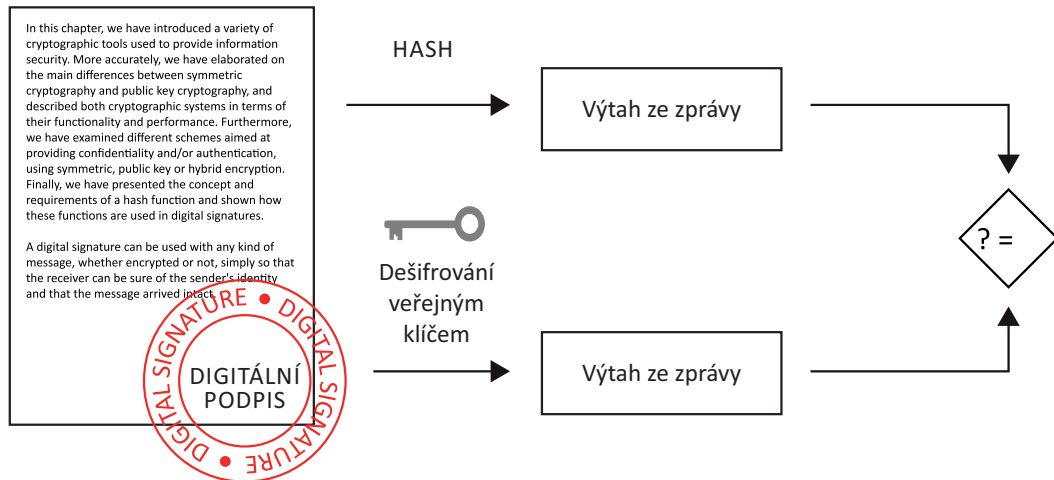 In this chapter, we have introduced a variety of
cryptographic tools used to provide information
security. More accurately, we have elaborated on
the main differences between symmetric
cryptography and public key cryptography, and
described both cryptographic systems in terms of
their functionality and performance. Furthermore,
we have examined different schemes aimed at
providing confidentiality and/or authentication,
using symmetric, public key or hybrid encryption.
Finally, we have presented the concept and
requirements of a hash function and shown how
these functions are used in digital signatures.
A digital signature can be used with any kind of
message, whether encrypted or not, simply so that
the receiver can be sure of the sender's identity
and that the message arrived intact.
DIGITAL SIGNATURE • DIGITAL SIGNATURE • DIGITAL SIGNATURE •
DIGITÁLNÍ
PODPIS
HASH
Výtah ze zprávy
Dešifrování
veřejným
klíčem
Výtah ze zprávy
? =